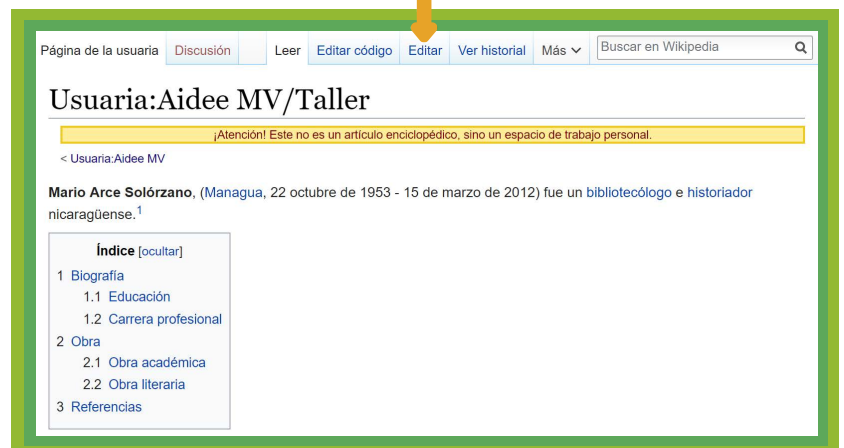 Página de la usuaria Discusión Leer Editar código Editar Ver historial Más Buscar en Wikipedia
Usuaria:Aidee MV/Taller
¡Atención! Este no es un artículo enciclopédico, sino un espacio de trabajo personal.
< Usuaria:Aidee MV
Mario Arce Solórzano, (Managua, 22 octubre de 1953 - 15 de marzo de 2012) fue un bibliotecólogo e historiador
nicaragüense.1
Índice [ocultar]
1 Biografía
1.1 Educación
1.2 Carrera profesional
2 Obra
2.1 Obra académica
2.2 Obra literaria
3 Referencias